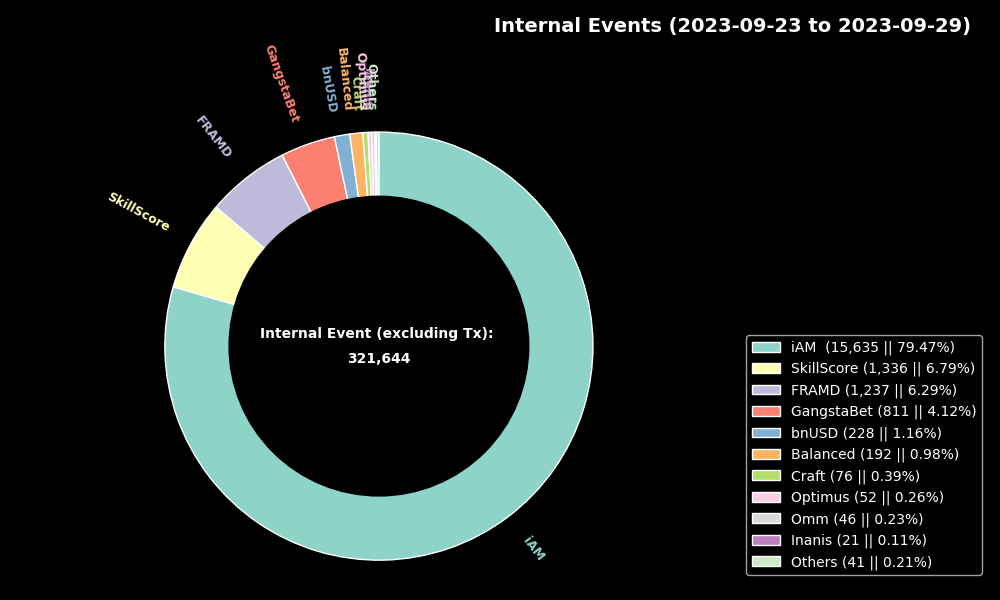 Internal Events (2023-09-23 to 2023-09-29)
GangstaBet
bnUSD
Balanced
Craft
Optimus
Others
FRAMD
SkillScore
Internal Event (excluding Tx):
321,644
iAM
iAM  (15,635 || 79.47%)
SkillScore (1,336 || 6.79%)
FRAMD (1,237 || 6.29%)
GangstaBet (811 || 4.12%)
bnUSD (228 || 1.16%)
Balanced (192 || 0.98%)
Craft (76 || 0.39%)
Optimus (52 || 0.26%)
Omm (46 || 0.23%)
Inanis (21 || 0.11%)
Others (41 || 0.21%)